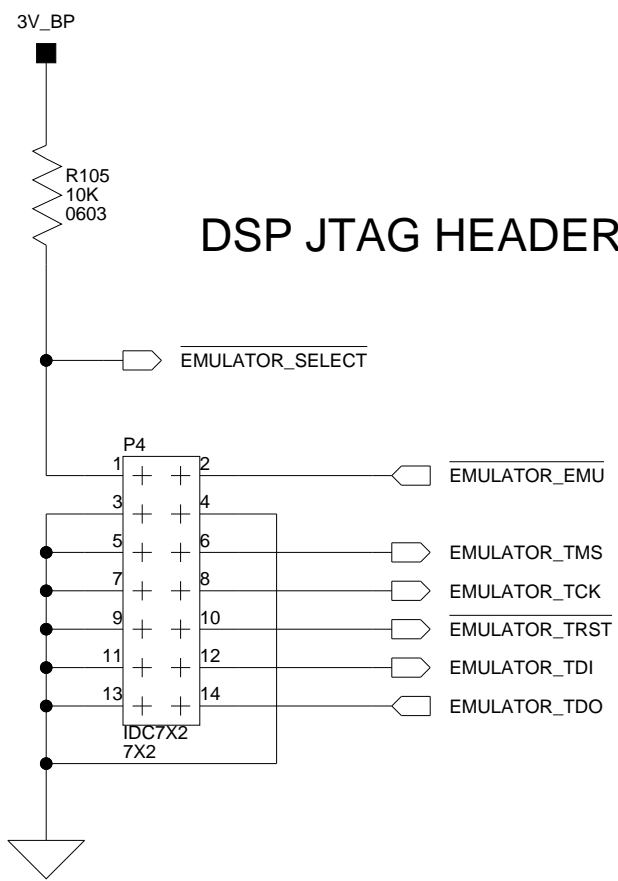 3V_BP
R105
10K
0603
DSP JTAG HEADER
EMULATOR_SELECT
P4
1 2 EMULATOR_EMU
3 4
5 6 EMULATOR_TMS
7 8 EMULATOR_TCK
9 10 EMULATOR_TRST
11 12 EMULATOR_TDI
13 14 EMULATOR_TDO
IDC7X2
7X2